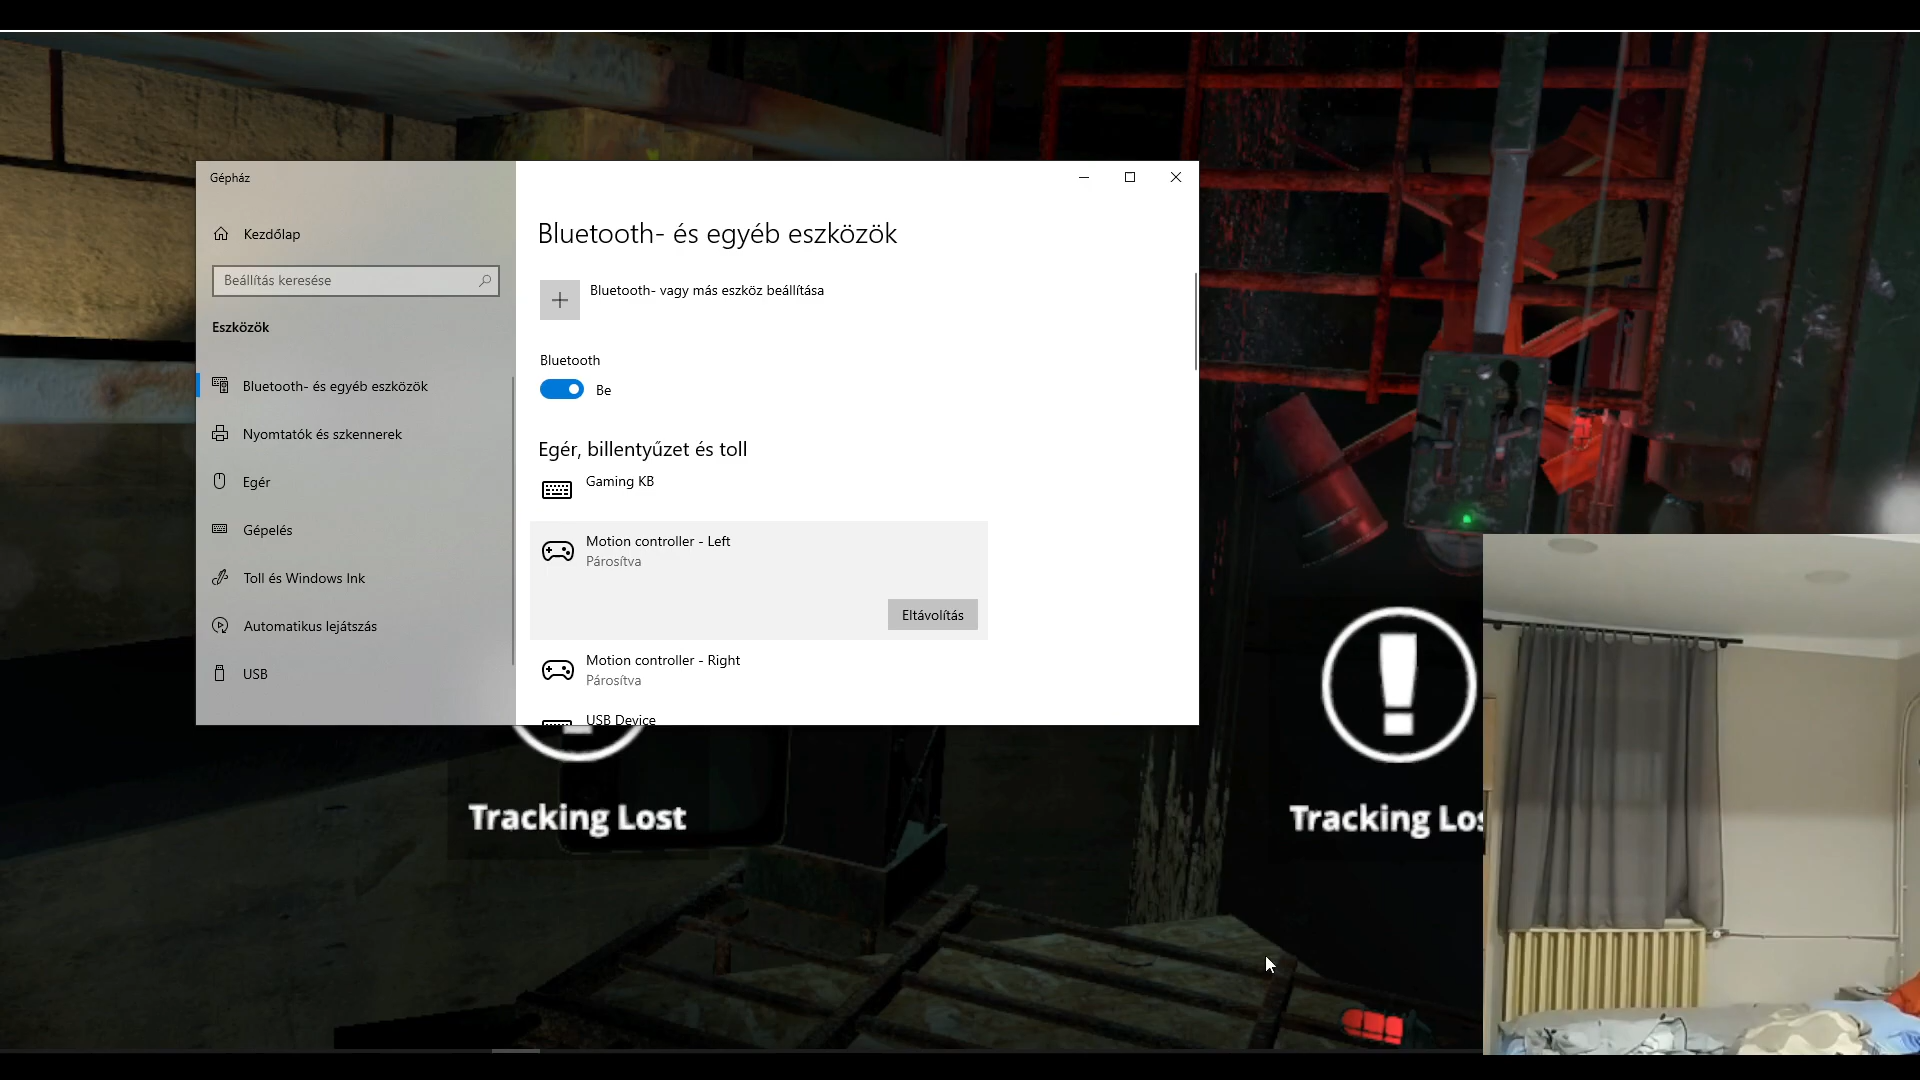 Gépház
Kezdőlap
Beállítás keresése
Eszközök
Bluetooth- és egyéb eszközök
Nyomtatók és szkennerek
Egér
Gépelés
Toll és Windows Ink
Automatikus lejátszás
USB
Bluetooth- és egyéb eszközök
Bluetooth- vagy más eszköz beállítása
Bluetooth
Be
Egér, billentyűzet és toll
Gaming KB
Motion controller - Left
Párosítva
Eltávolítás
Motion controller - Right
Párosítva
USB Device
Tracking Lost
Tracking Los